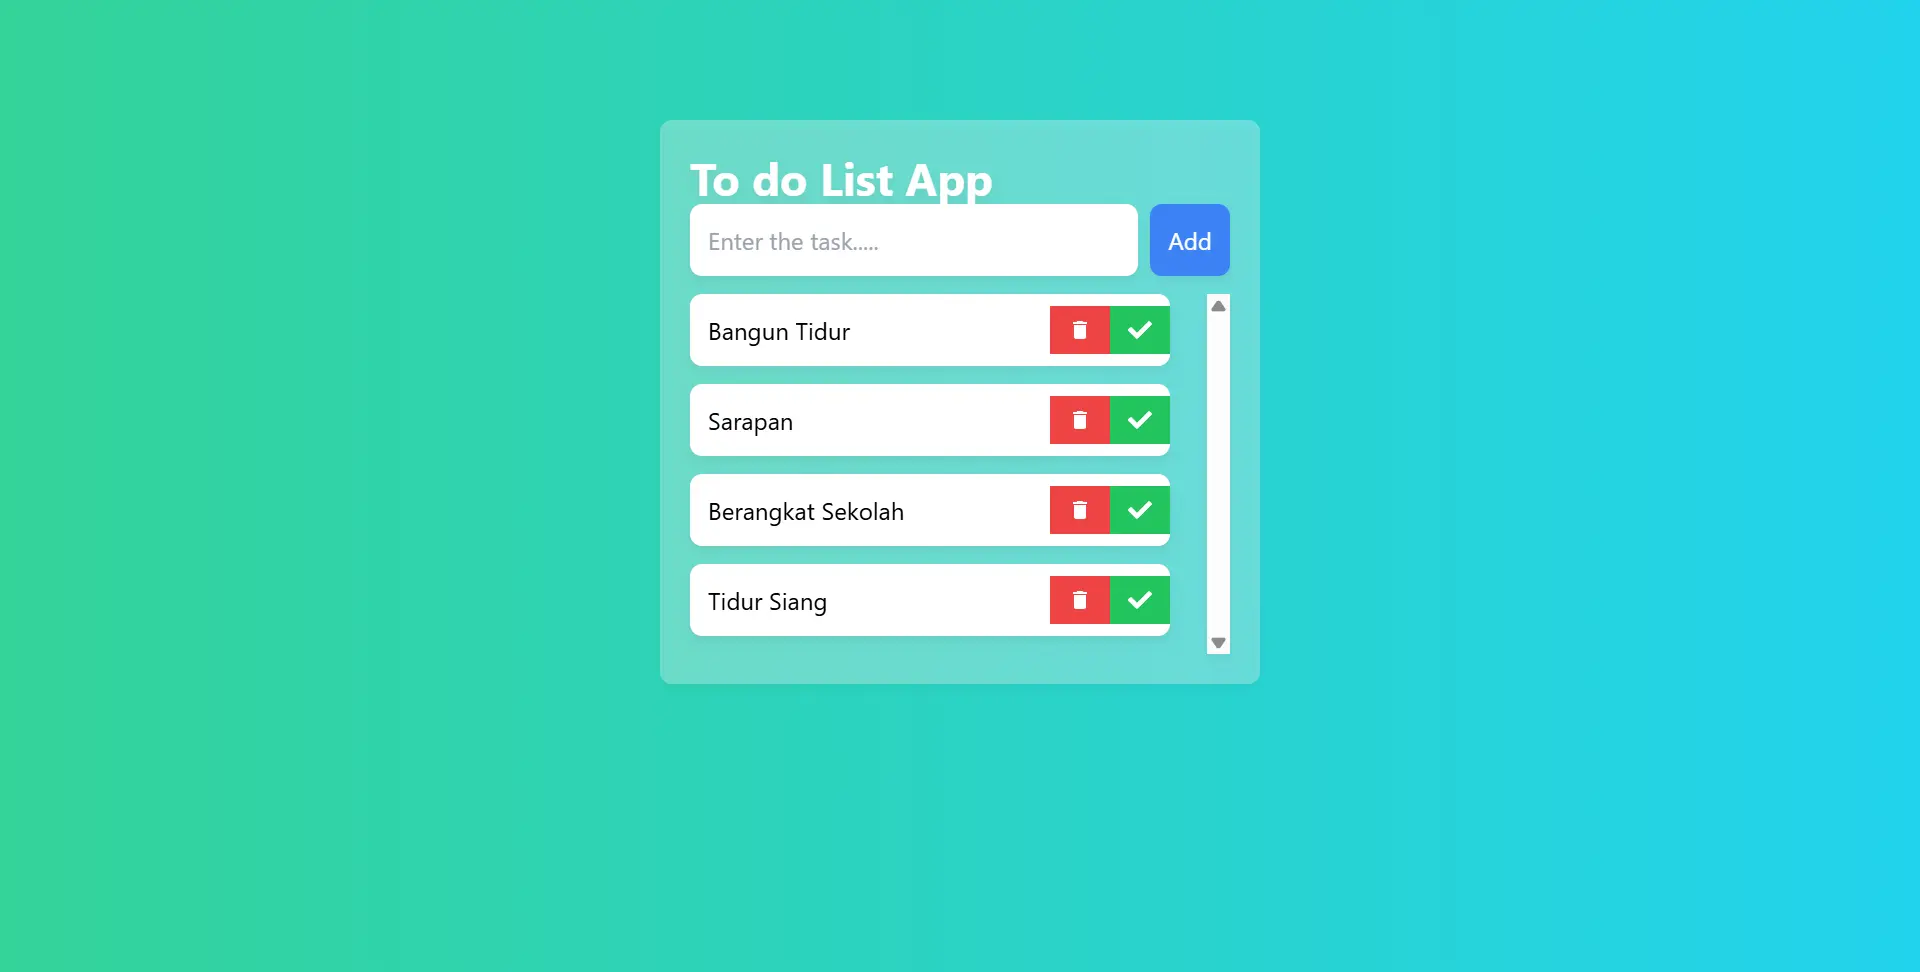 To do List App
Enter the task.....
Add
Bangun Tidur
Sarapan
Berangkat Sekolah
Tidur Siang